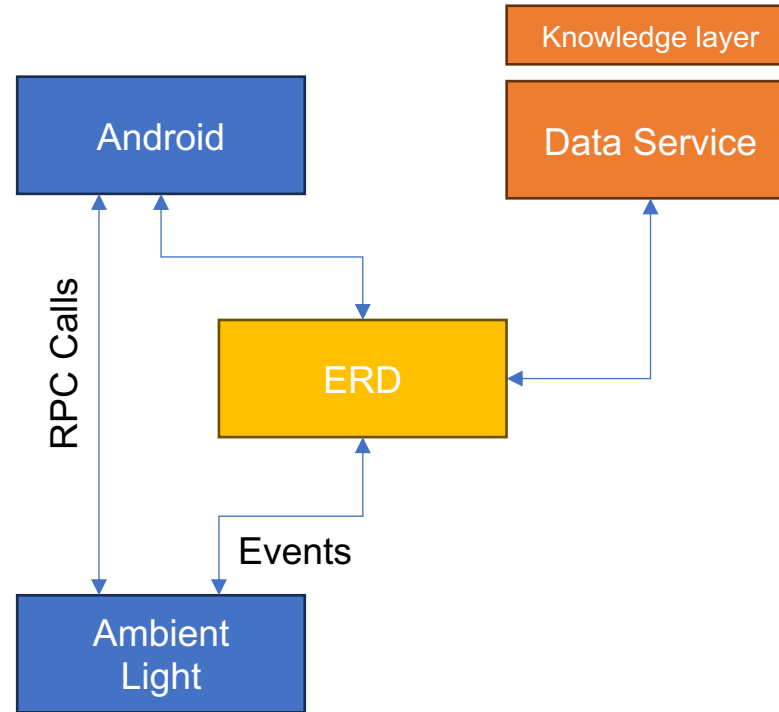 Knowledge layer
Android
Data Service
RPC Calls
ERD
Events
Ambient
Light